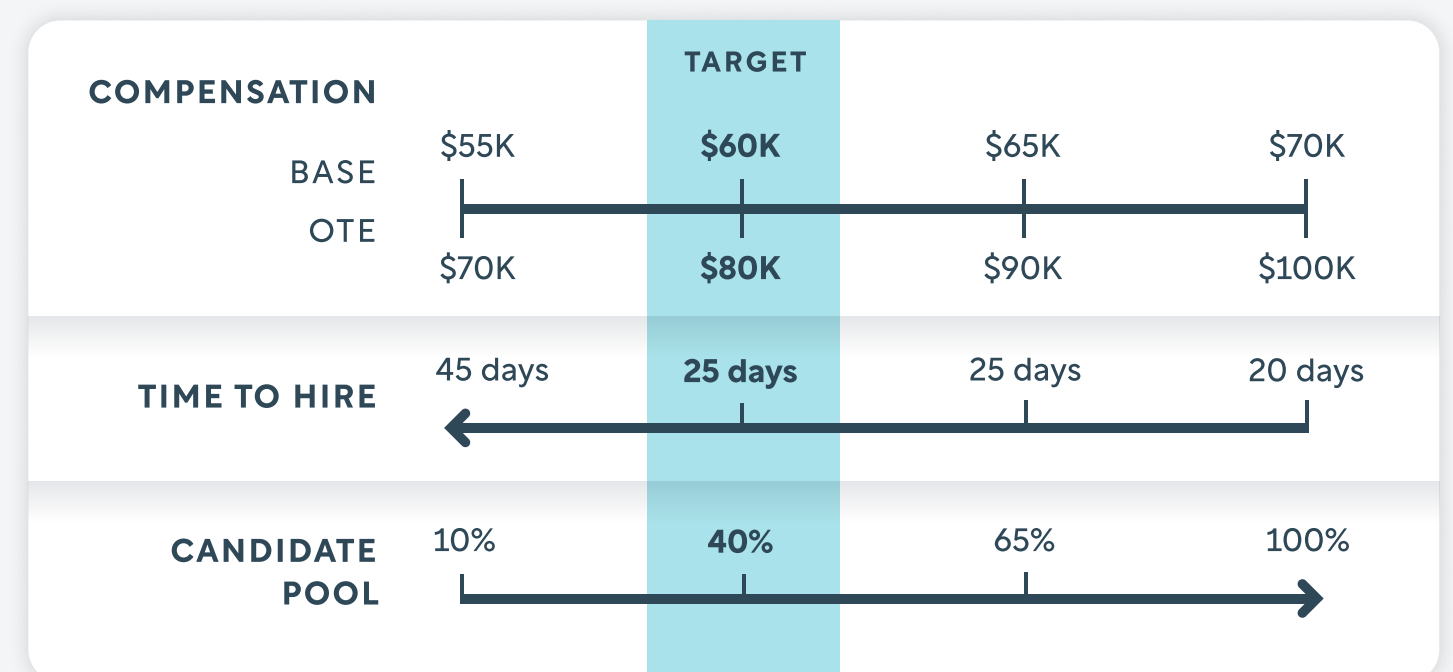 TARGET
COMPENSATION
$55K $60K $65K $70K
BASE
OTE
$70K $80K $90K $100K
45 days 25 days 25 days 20 days
TIME TO HIRE
10% 40% 65% 100%
CANDIDATE
POOL